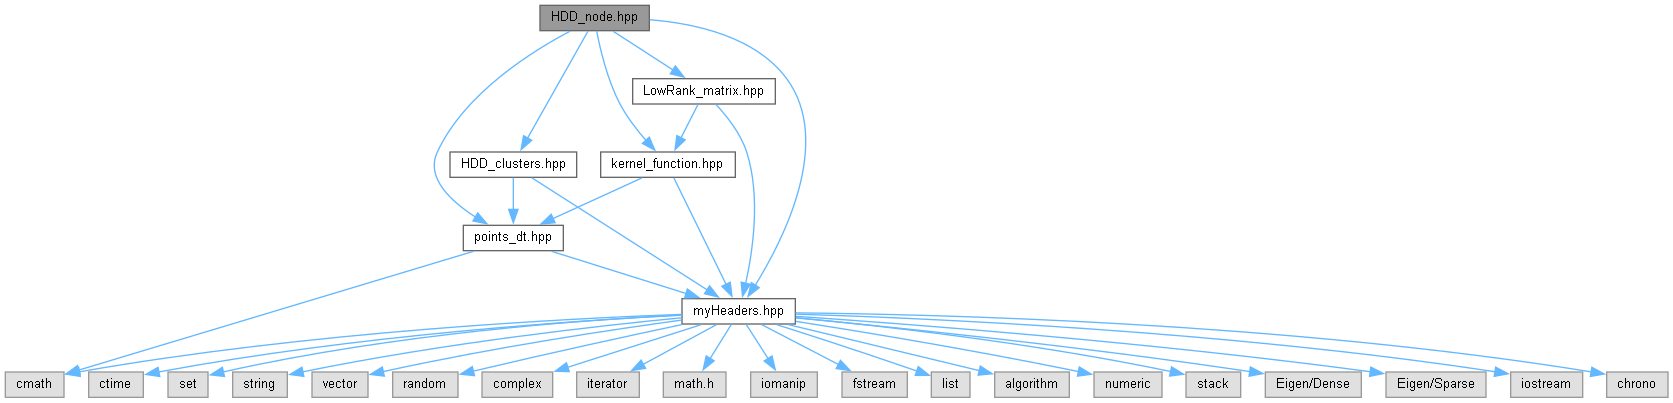 HDD_node.hpp
LowRank_matrix.hpp
HDD_clusters.hpp
kernel_function.hpp
points_dt.hpp
myHeaders.hpp
cmath
ctime
set
string
vector
random
complex
iterator
math.h
iomanip
fstream
list
algorithm
numeric
stack
Eigen/Dense
Eigen/Sparse
iostream
chrono